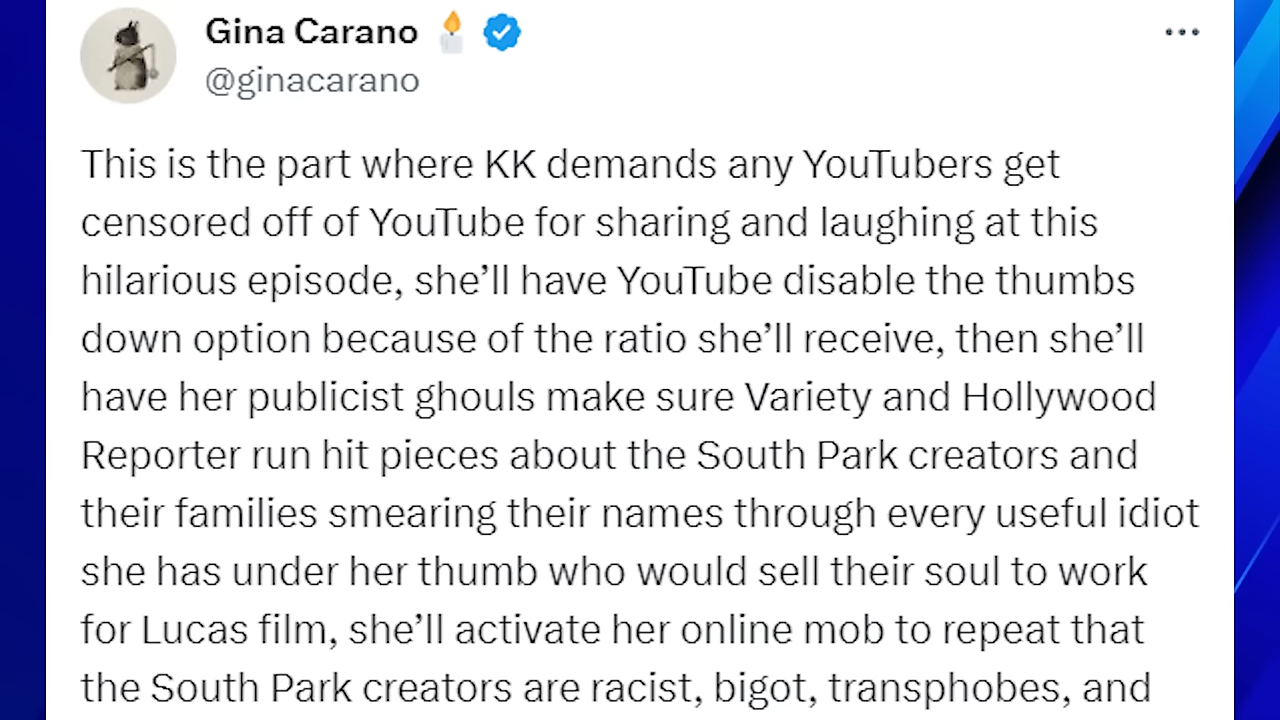 Gina Carano
@ginacarano
This is the part where KK demands any YouTubers get
censored off of YouTube for sharing and laughing at this
hilarious episode, she’ll have YouTube disable the thumbs
down option because of the ratio she’ll receive, then she’ll
have her publicist ghouls make sure Variety and Hollywood
Reporter run hit pieces about the South Park creators and
their families smearing their names through every useful idiot
she has under her thumb who would sell their soul to work
for Lucas film, she’ll activate her online mob to repeat that
the South Park creators are racist, bigot, transphobes, and